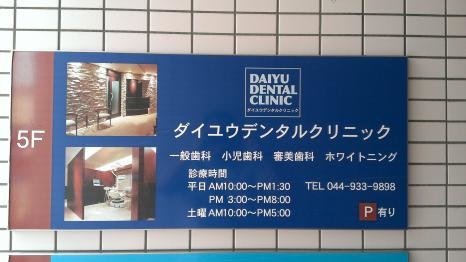 5F
DAIYU
DENTAL
CLINIC
ダイユウデンタルクリニック
ダイユウデンタルクリニック
一般歯科 小児歯科 審美歯科 ホワイトニング
診療時間
平日 AM10:00〜PM1:30 TEL 044-933-9898
PM 3:00〜PM8:00
土曜 AM10:00〜PM5:00
P 有り